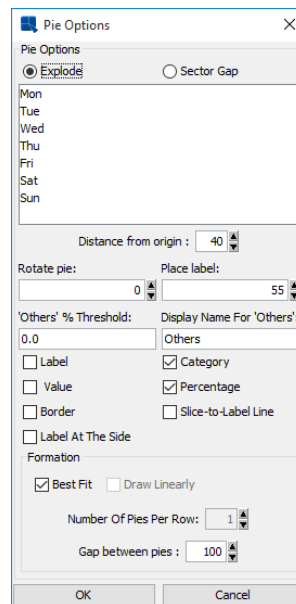 Pie Options
Pie Options
Explode Sector Gap
Mon
Tue
Wed
Thu
Fri
Sat
Sun
Distance from origin : 40
Rotate pie: Place label:
0 55
'Others' % Threshold: Display Name For 'Others':
0.0 Others
Label Category
Value Percentage
Border Slice-to-Label Line
Label At The Side
Formation
Best Fit Draw Linearly
Number Of Pies Per Row: 1
Gap between pies : 100
OK Cancel